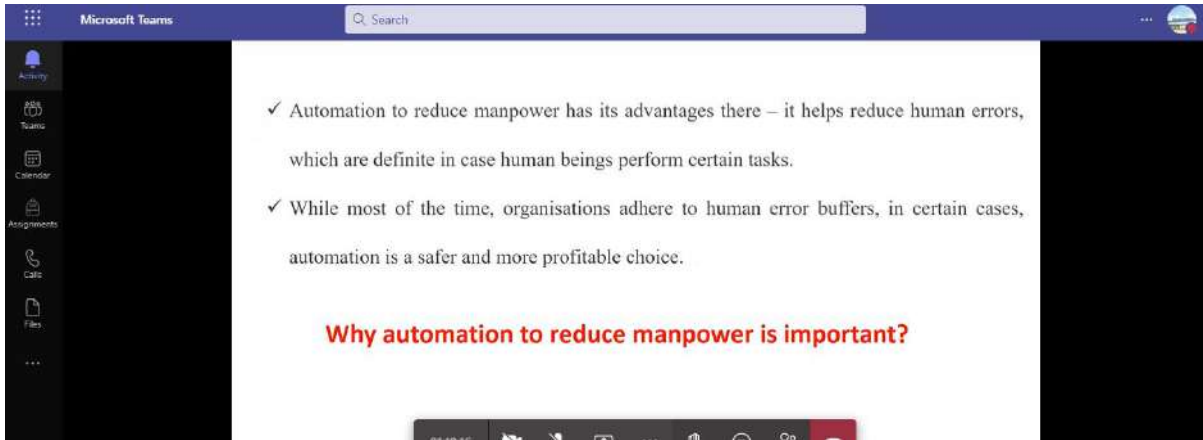 Microsoft Teams
Search
Activity
Teams
Calendar
Assignments
Calls
Files
✓ Automation to reduce manpower has its advantages there – it helps reduce human errors,
which are definite in case human beings perform certain tasks.
✓ While most of the time, organisations adhere to human error buffers, in certain cases,
automation is a safer and more profitable choice.
Why automation to reduce manpower is important?